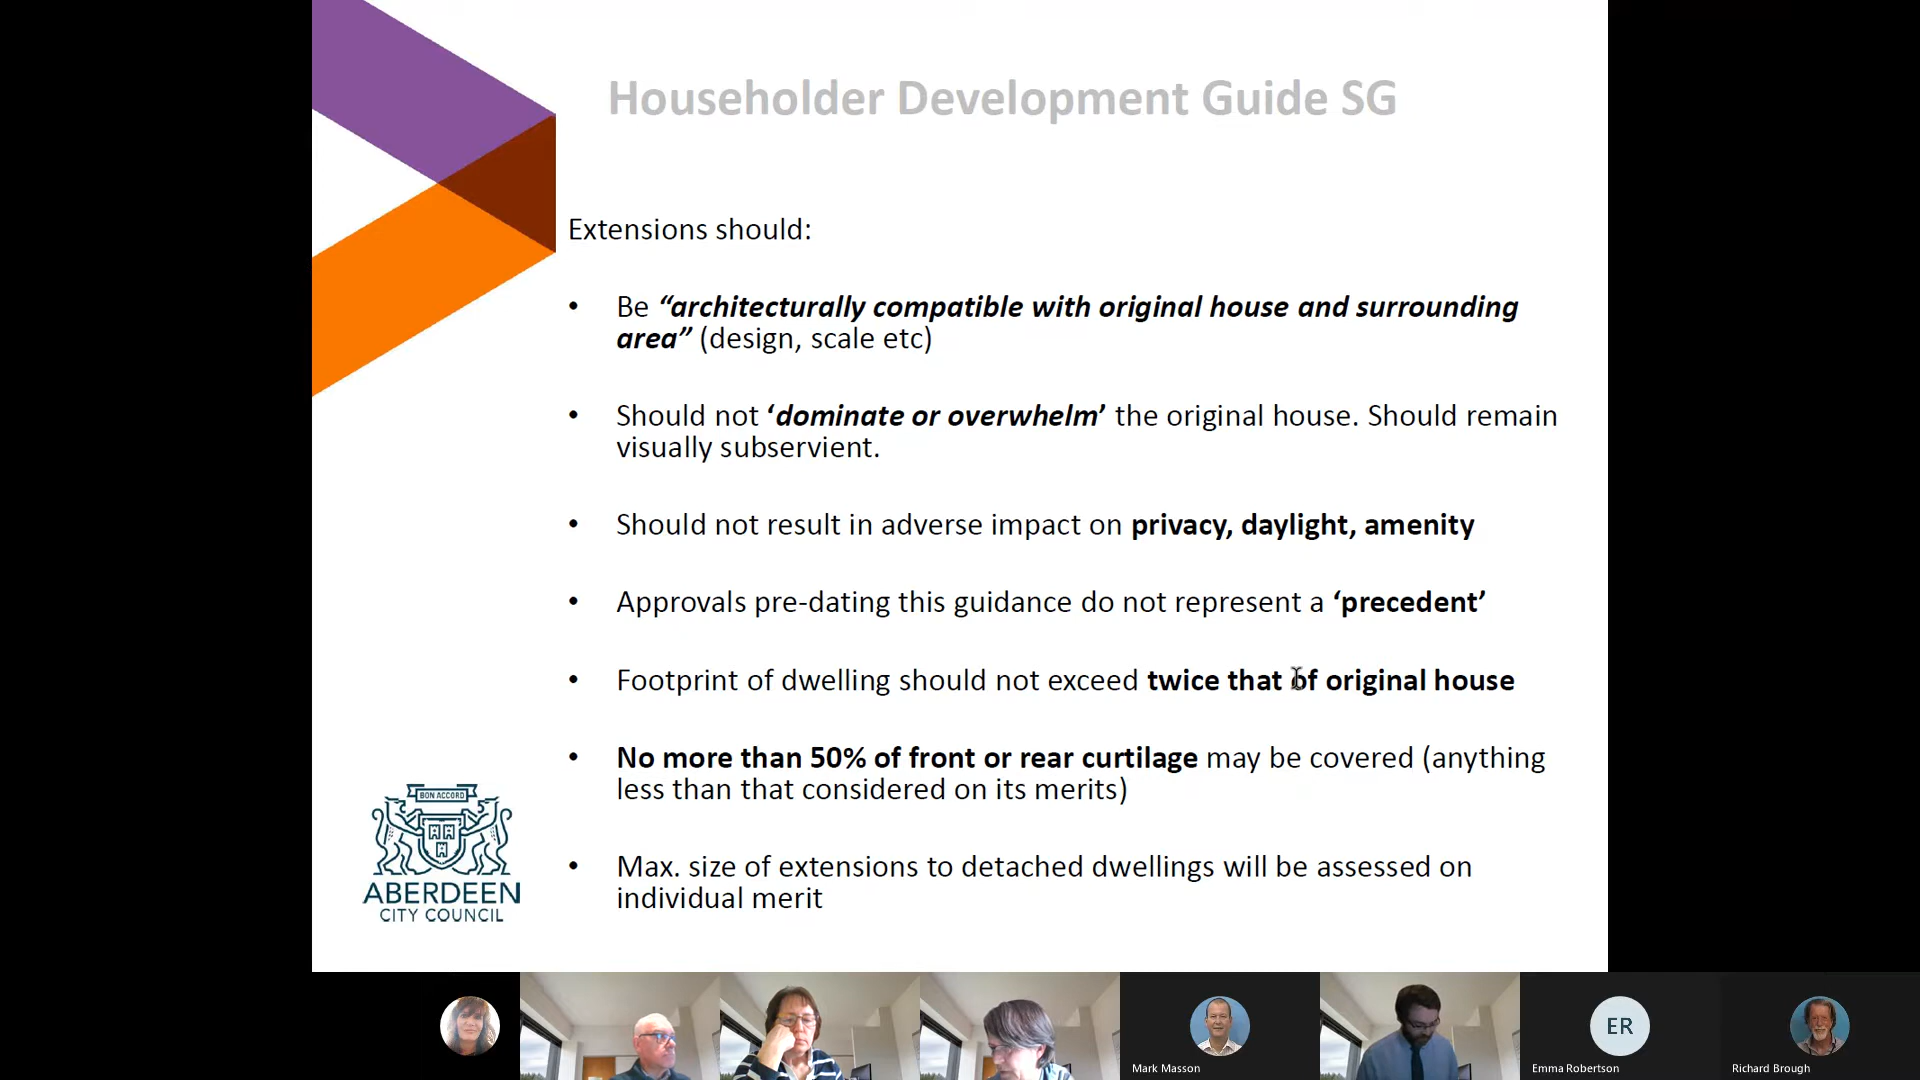 Householder Development Guide SG
Extensions should:
• Be “architecturally compatible with original house and surrounding
area” (design, scale etc)
• Should not ‘dominate or overwhelm’ the original house. Should remain
visually subservient.
• Should not result in adverse impact on privacy, daylight, amenity
• Approvals pre-dating this guidance do not represent a ‘precedent’
• Footprint of dwelling should not exceed twice that of original house
• No more than 50% of front or rear curtilage may be covered (anything
less than that considered on its merits)
• Max. size of extensions to detached dwellings will be assessed on
individual merit
BON ACCORD
ABERDEEN
CITY COUNCIL
Mark Masson
ER
Emma Robertson
Richard Brough